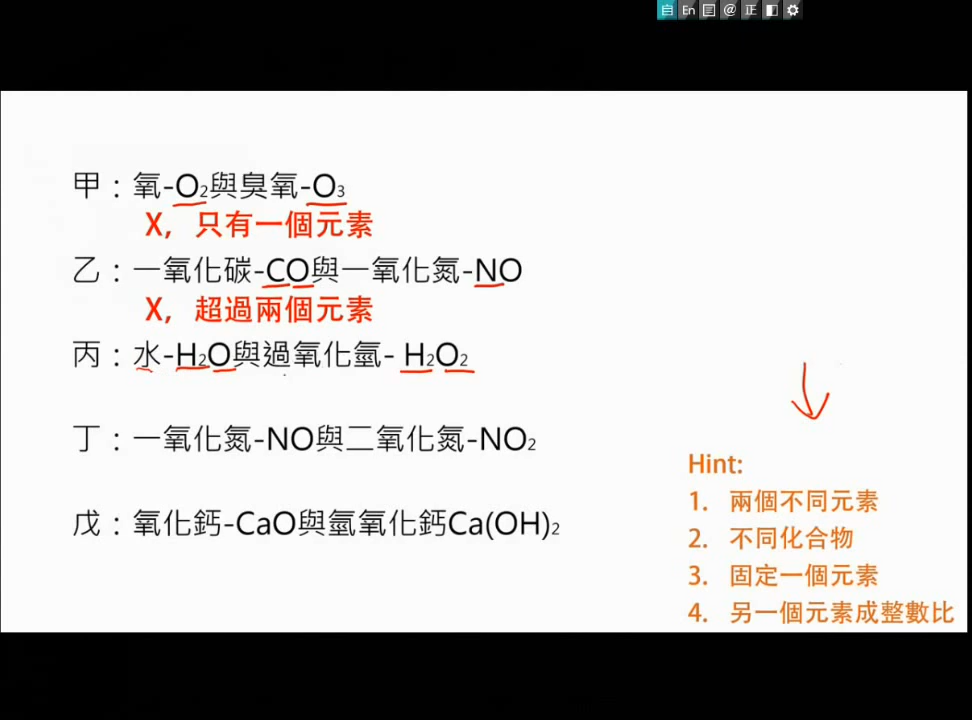 自 En @ 正
甲：氧-O2與臭氧-O3
X，只有一個元素
乙：一氧化碳-CO與一氧化氮-NO
X，超過兩個元素
丙：水-H2O與過氧化氫- H2O2
丁：一氧化氮-NO與二氧化氮-NO2
戊：氧化鈣-CaO與氫氧化鈣Ca(OH)2
Hint:
1. 兩個不同元素
2. 不同化合物
3. 固定一個元素
4. 另一個元素成整數比